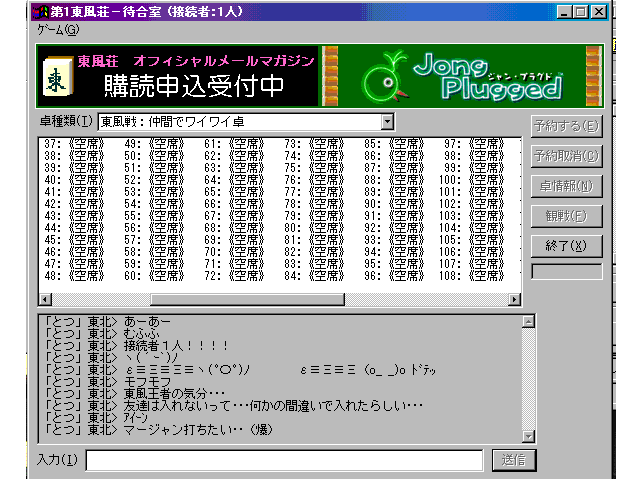 第1東風荘－待合室（接続者:1人）
ｹﾞｰﾑ(G)
東風荘　オフィシャルメールマガジン
東
購読申込受付中
Jong
ジャン・プラグド
Plugged
卓種類(T)
東風戦：仲間でワイワイ卓
予約する(E)
予約取消(C)
卓情報(N)
観戦(F)
終了(X)
37: 《空席》 49: 《空席》 61: 《空席》 73: 《空席》 85: 《空席》 97: 《空席》
38: 《空席》 50: 《空席》 62: 《空席》 74: 《空席》 86: 《空席》 98: 《空席》
39: 《空席》 51: 《空席》 63: 《空席》 75: 《空席》 87: 《空席》 99: 《空席》
40: 《空席》 52: 《空席》 64: 《空席》 76: 《空席》 88: 《空席》 100: 《空席》
41: 《空席》 53: 《空席》 65: 《空席》 77: 《空席》 89: 《空席》 101: 《空席》
42: 《空席》 54: 《空席》 66: 《空席》 78: 《空席》 90: 《空席》 102: 《空席》
43: 《空席》 55: 《空席》 67: 《空席》 79: 《空席》 91: 《空席》 103: 《空席》
44: 《空席》 56: 《空席》 68: 《空席》 80: 《空席》 92: 《空席》 104: 《空席》
45: 《空席》 57: 《空席》 69: 《空席》 81: 《空席》 93: 《空席》 105: 《空席》
46: 《空席》 58: 《空席》 70: 《空席》 82: 《空席》 94: 《空席》 106: 《空席》
47: 《空席》 59: 《空席》 71: 《空席》 83: 《空席》 95: 《空席》 107: 《空席》
48: 《空席》 60: 《空席》 72: 《空席》 84: 《空席》 96: 《空席》 108: 《空席》
「とつ」東北> あーあー
「とつ」東北> むふふ
「とつ」東北> 接続者１人！！！！
「とつ」東北> ヽ(　ｰ`)ノ
「とつ」東北> ε≡Ξ≡Ξ≡ヽ(ﾟ〇ﾟ)ﾉ　　　ε≡Ξ≡Ξ (o_ _)o ﾄﾞﾃｯ
「とつ」東北> モフモフ
「とつ」東北> 東風王者の気分・・・
「とつ」東北> 友達は入れないって・・・何かの間違いで入れたらしい・・・
「とつ」東北> ｱｲｰﾝ
「とつ」東北> マージャン打ちたい・・（爆）
入力(I)
送信